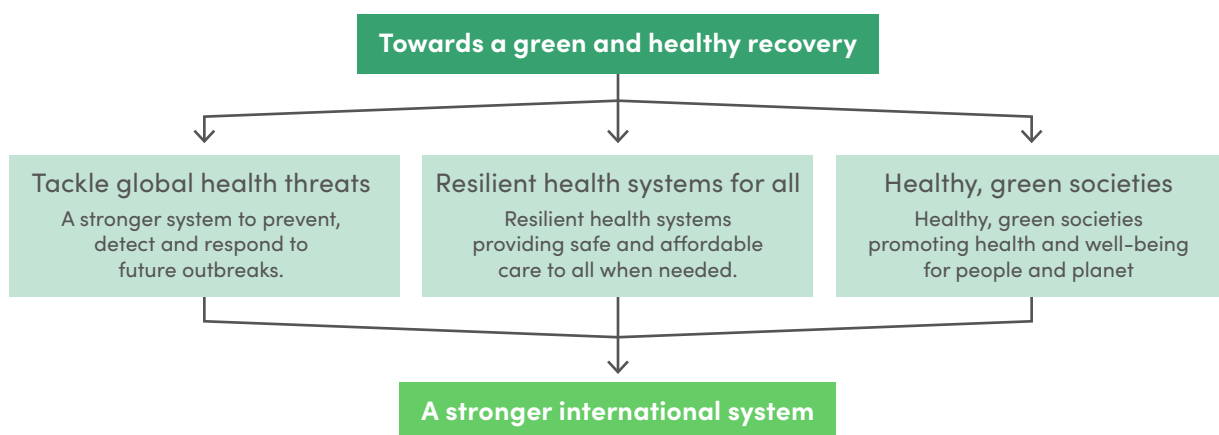 Towards a green and healthy recovery
Tackle global health threats
A stronger system to prevent,
detect and respond to
future outbreaks.
Resilient health systems for all
Resilient health systems
providing safe and affordable
care to all when needed.
Healthy, green societies
Healthy, green societies
promoting health and well-being
for people and planet
A stronger international system